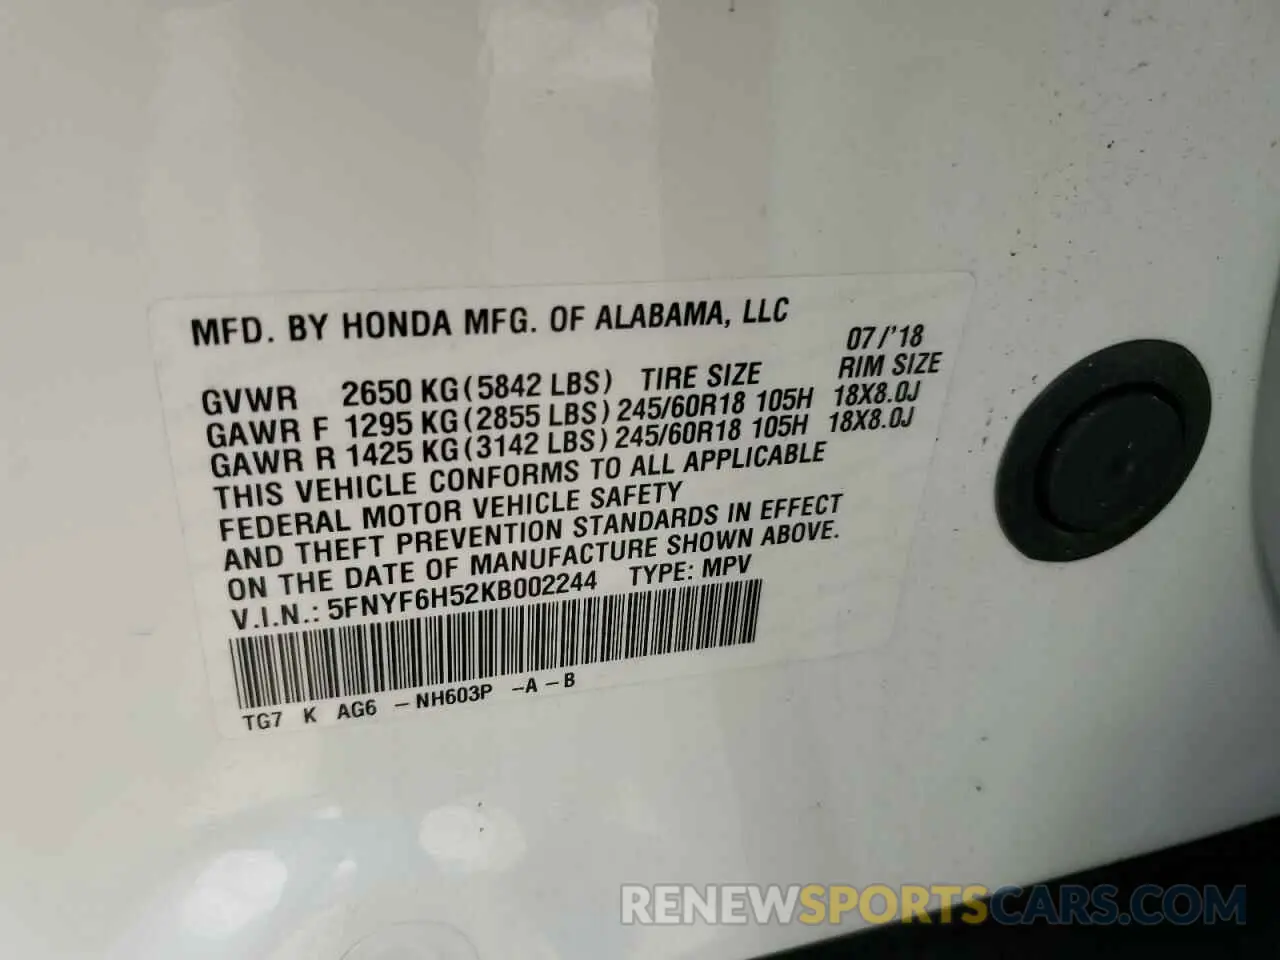 MFD. BY HONDA MFG. OF ALABAMA, LLC
07/'18
GVWR 2650 KG (5842 LBS) TIRE SIZE RIM SIZE
GAWR F 1295 KG (2855 LBS) 245/60R18 105H 18X8.0J
GAWR R 1425 KG (3142 LBS) 245/60R18 105H 18X8.0J
THIS VEHICLE CONFORMS TO ALL APPLICABLE
FEDERAL MOTOR VEHICLE SAFETY
AND THEFT PREVENTION STANDARDS IN EFFECT
ON THE DATE OF MANUFACTURE SHOWN ABOVE.
V.I.N.: 5FNYF6H52KB002244 TYPE: MPV
TG7 K AG6 – NH603P –A – B
RENEWSPORTSCARS.COM